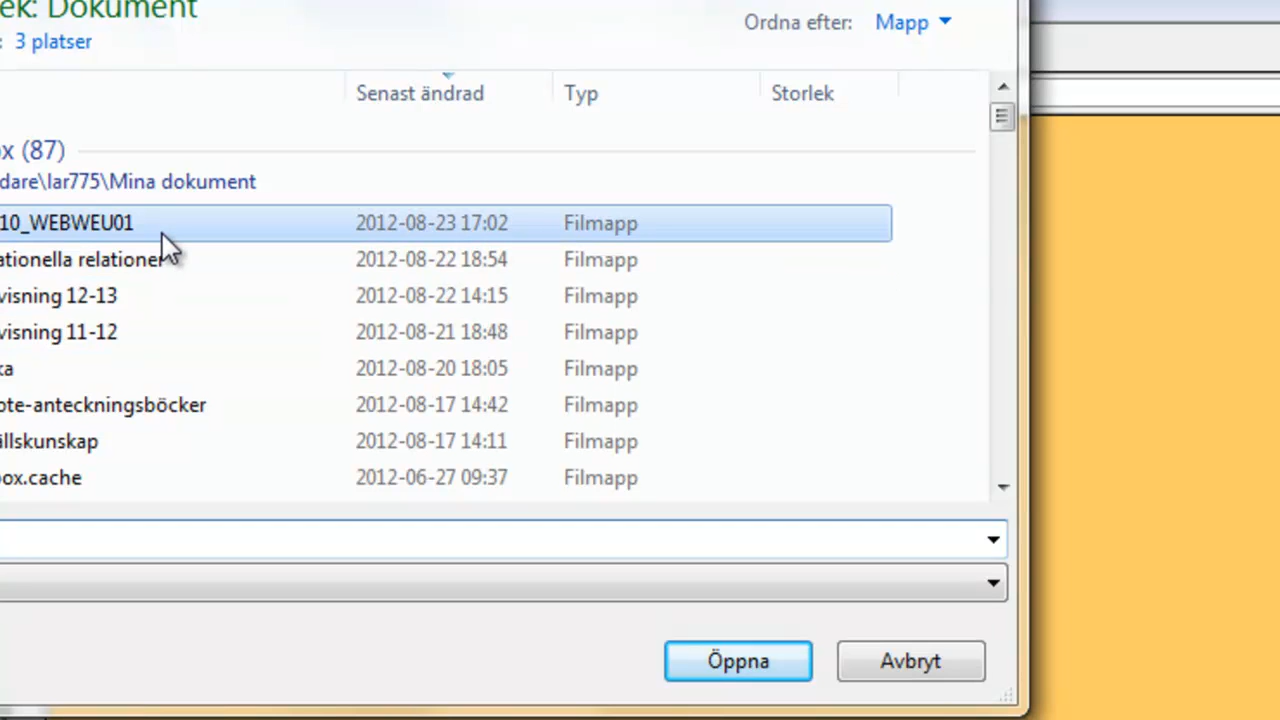 ek: Dokument
Ordna efter: Mapp
: 3 platser
Senast ändrad Typ Storlek
ox (87)
dare\lar775\Mina dokument
10_WEBWEU01 2012-08-23 17:02 Filmapp
ationella relationer 2012-08-22 18:54 Filmapp
visning 12-13 2012-08-22 14:15 Filmapp
visning 11-12 2012-08-21 18:48 Filmapp
ka 2012-08-20 18:05 Filmapp
ote-anteckningsböcker 2012-08-17 14:42 Filmapp
ällskunskap 2012-08-17 14:11 Filmapp
box.cache 2012-06-27 09:37 Filmapp
Öppna Avbryt